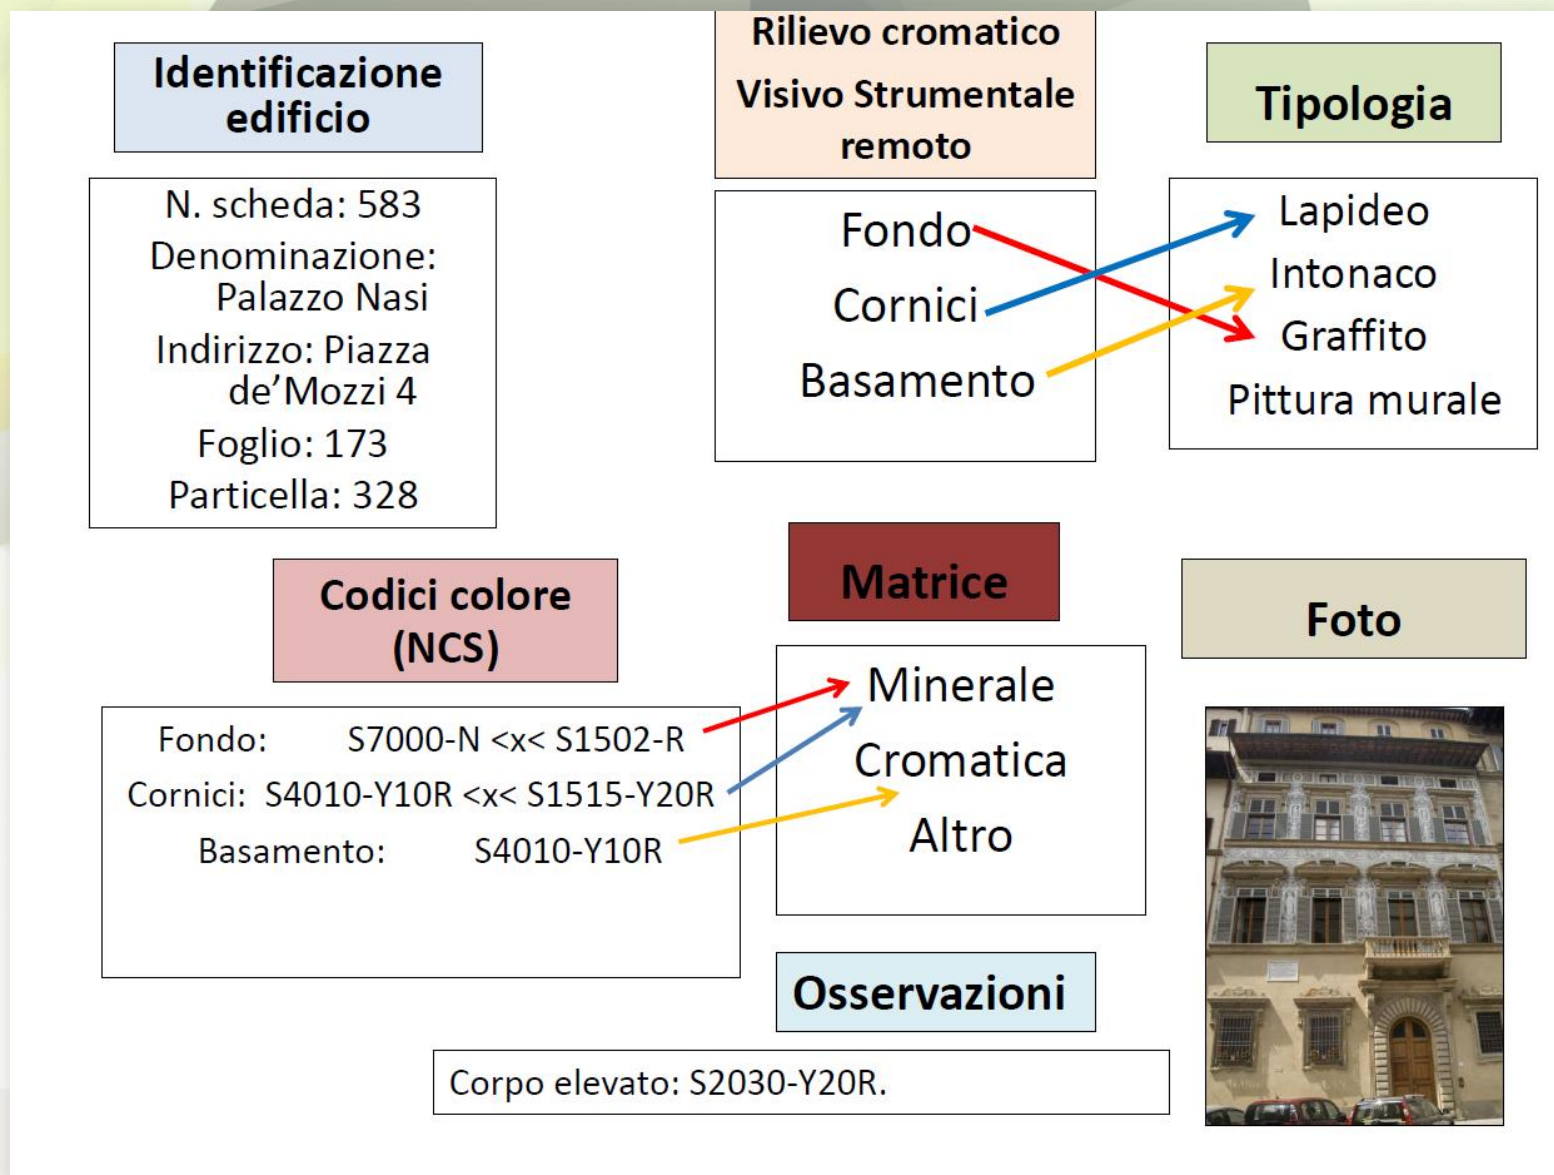 Identificazione
edificio
N. scheda: 583
Denominazione:
Palazzo Nasi
Indirizzo: Piazza
de’Mozzi 4
Foglio: 173
Particella: 328
Rilievo cromatico
Visivo Strumentale
remoto
Fondo
Cornici
Basamento
Tipologia
Lapideo
Intonaco
Graffito
Pittura murale
Codici colore
(NCS)
Fondo: S7000-N <x< S1502-R
Cornici: S4010-Y10R <x< S1515-Y20R
Basamento: S4010-Y10R
Matrice
Minerale
Cromatica
Altro
Foto
Osservazioni
Corpo elevato: S2030-Y20R.